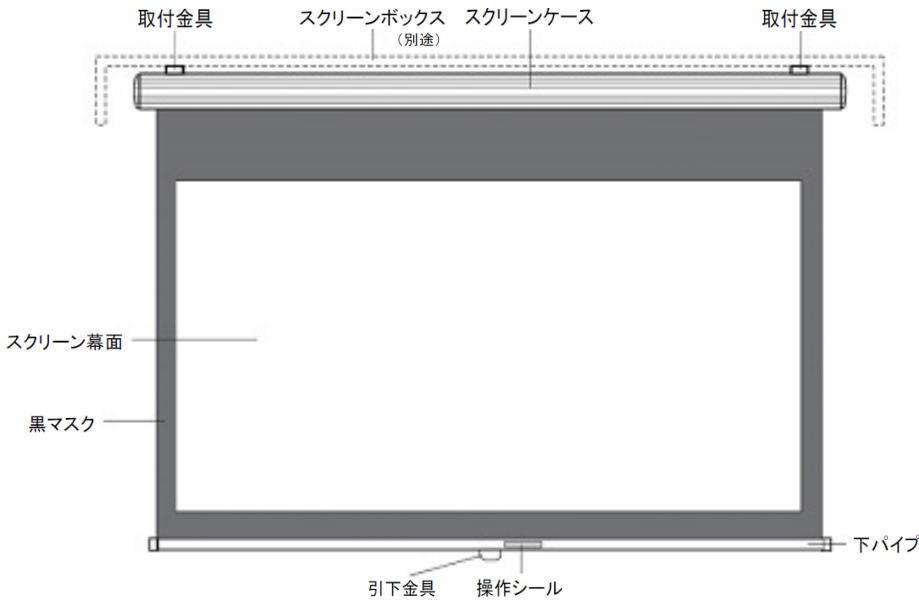 取付金具
スクリーンボックス
（別途）
スクリーンケース
取付金具
スクリーン幕面
黒マスク
下パイプ
引下金具
操作シール